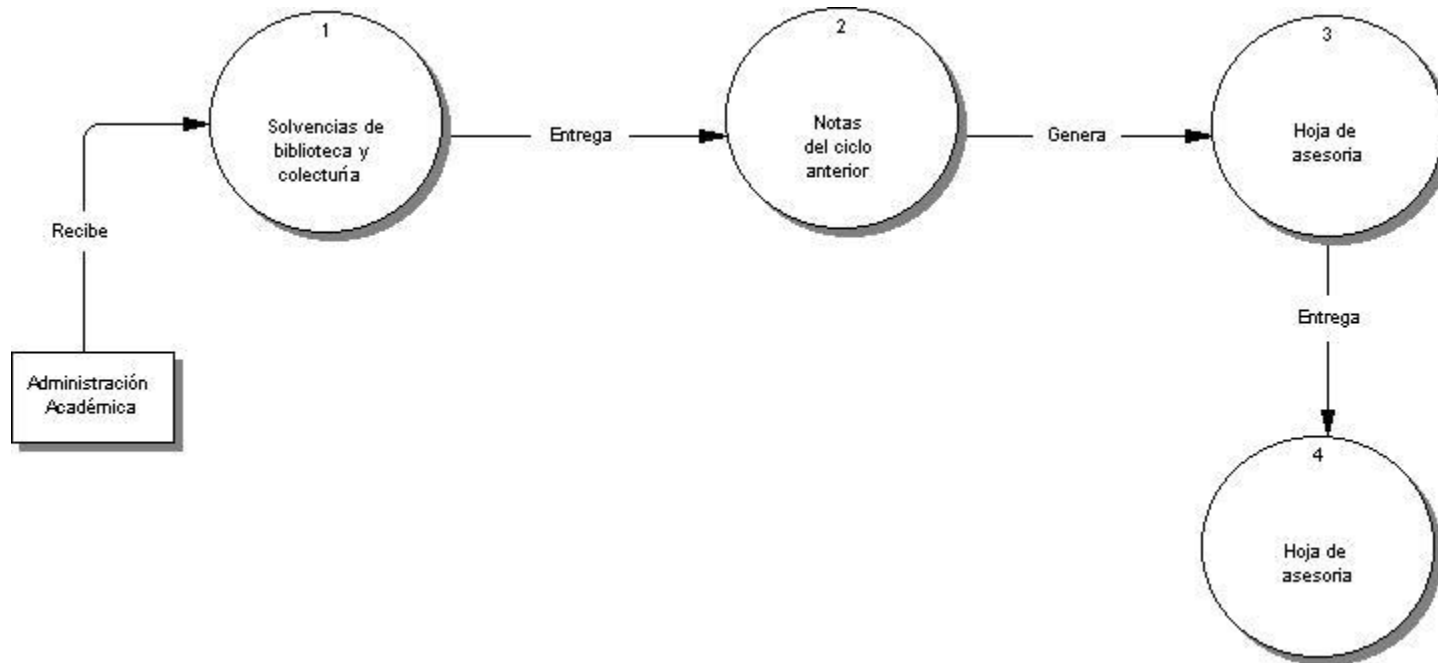 1
Solvencias de
biblioteca y
colecturía
Entrega
2
Notas
del ciclo
anterior
Genera
3
Hoja de
asesoria
Recibe
Administración
Académica
Entrega
4
Hoja de
asesoria